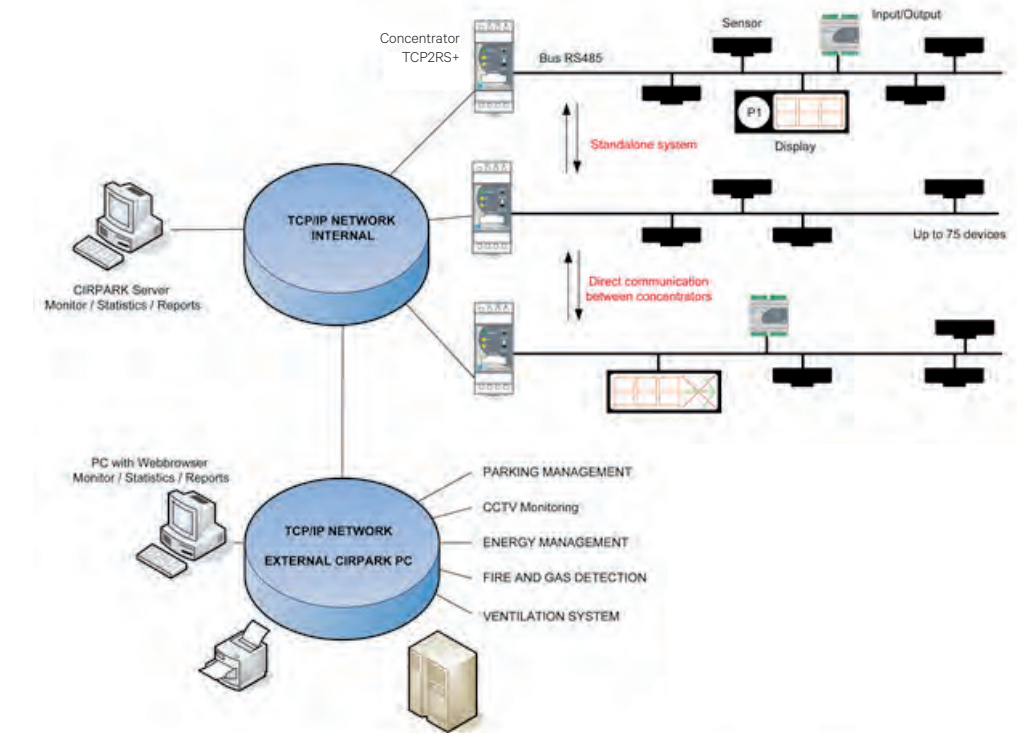 Concentrator
TCP2RS+
Bus RS485
Sensor
Input/Output
P1
Display
Standalone system
TCP/IP NETWORK
INTERNAL
CIRPARK Server
Monitor / Statistics / Reports
Up to 75 devices
Direct communication
between concentrators
PC with Webbrowser
Monitor / Statistics / Reports
TCP/IP NETWORK
EXTERNAL CIRPARK PC
PARKING MANAGEMENT
CCTV Monitoring
ENERGY MANAGEMENT
FIRE AND GAS DETECTION
VENTILATION SYSTEM